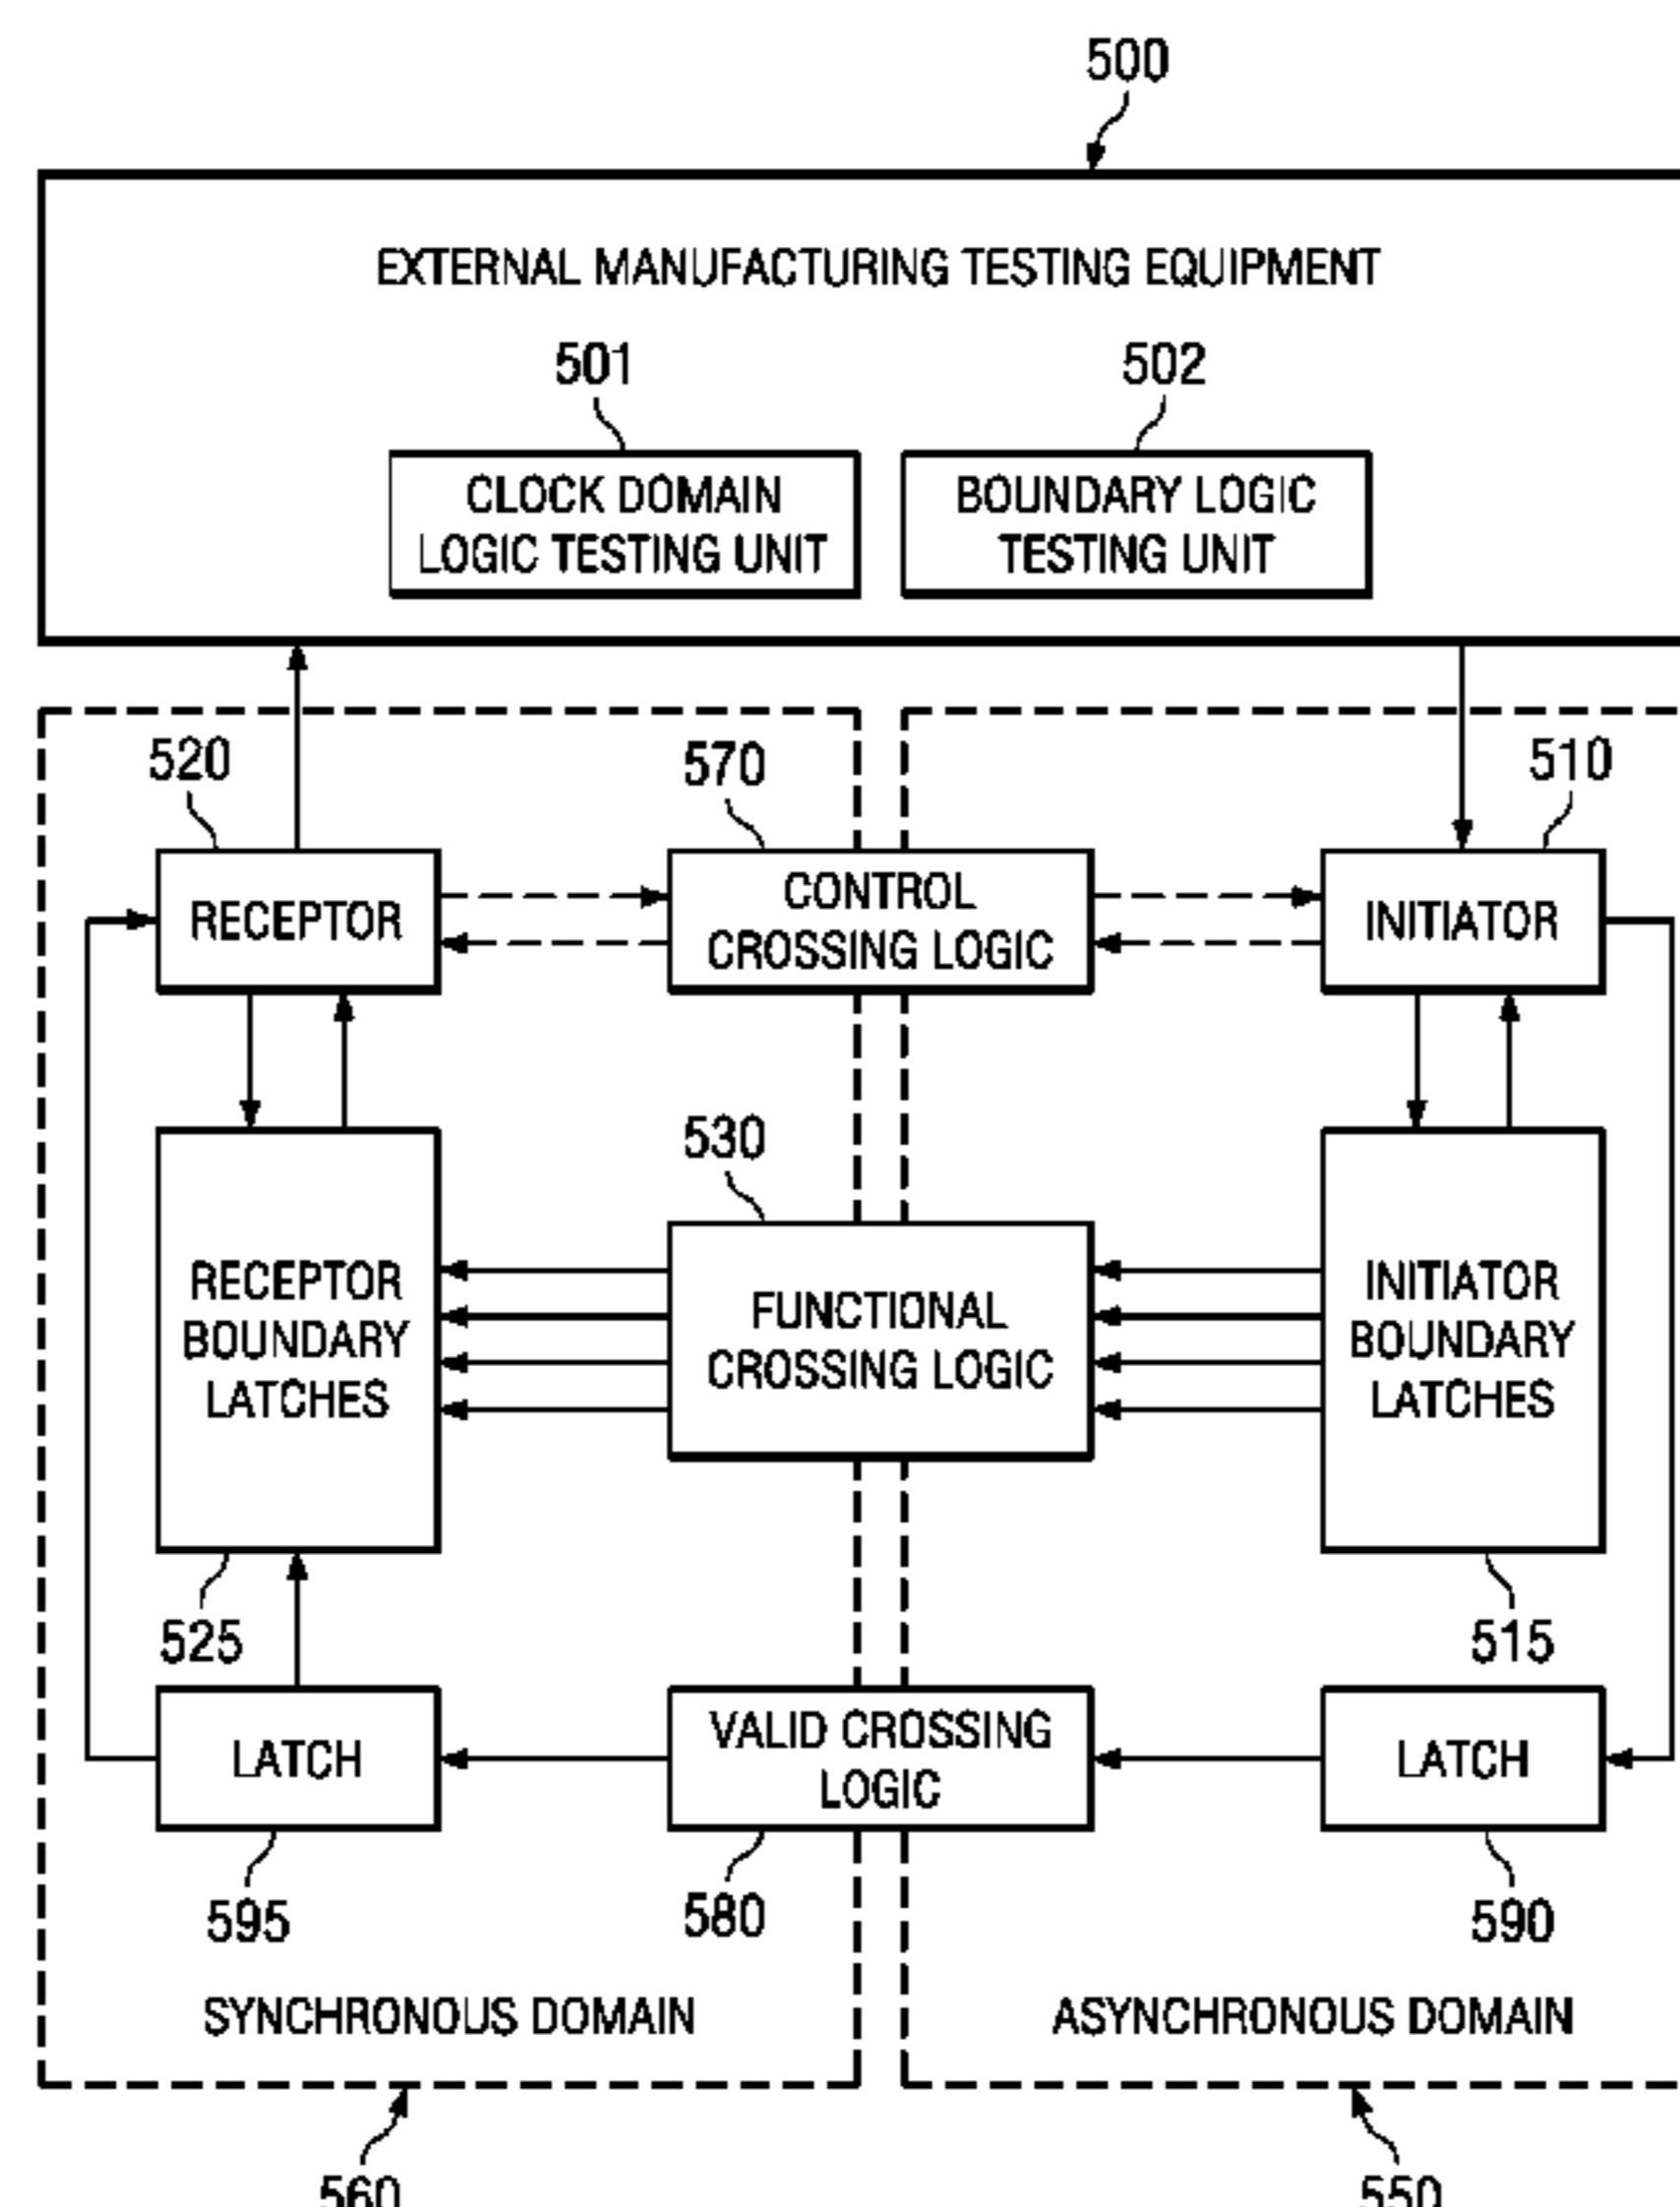 500
EXTERNAL MANUFACTURING TESTING EQUIPMENT
501
502
CLOCK DOMAIN
LOGIC TESTING UNIT
BOUNDARY LOGIC
TESTING UNIT
520
570
510
RECEPTOR
CONTROL
CROSSING LOGIC
INITIATOR
530
RECEPTOR
BOUNDARY
LATCHES
FUNCTIONAL
CROSSING LOGIC
INITIATOR
BOUNDARY
LATCHES
525
515
LATCH
VALID CROSSING
LOGIC
LATCH
595
580
590
SYNCHRONOUS DOMAIN
ASYNCHRONOUS DOMAIN
560
550